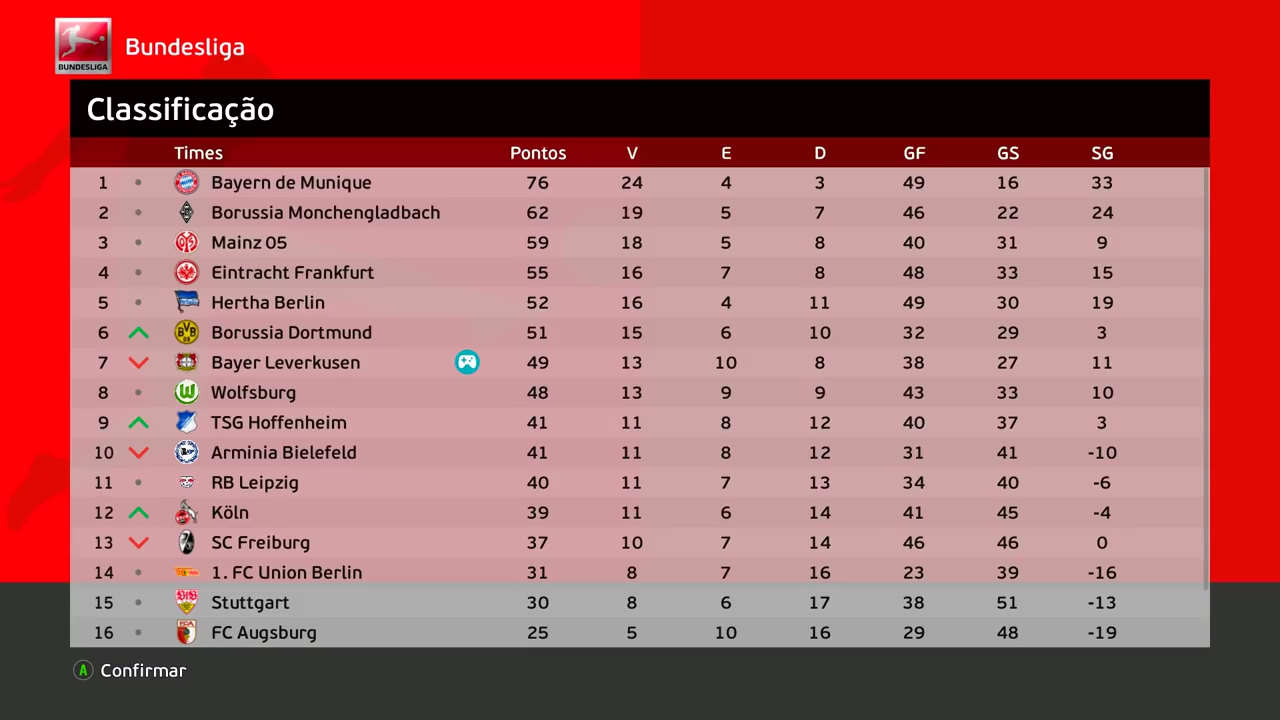 Bundesliga
BUNDESLIGA
Classificação
Times Pontos V E D GF GS SG
1 Bayern de Munique 76 24 4 3 49 16 33
2 Borussia Monchengladbach 62 19 5 7 46 22 24
3 Mainz 05 59 18 5 8 40 31 9
4 Eintracht Frankfurt 55 16 7 8 48 33 15
5 Hertha Berlin 52 16 4 11 49 30 19
6 Borussia Dortmund 51 15 6 10 32 29 3
7 Bayer Leverkusen 49 13 10 8 38 27 11
8 Wolfsburg 48 13 9 9 43 33 10
9 TSG Hoffenheim 41 11 8 12 40 37 3
10 Arminia Bielefeld 41 11 8 12 31 41 -10
11 RB Leipzig 40 11 7 13 34 40 -6
12 Köln 39 11 6 14 41 45 -4
13 SC Freiburg 37 10 7 14 46 46 0
14 1. FC Union Berlin 31 8 7 16 23 39 -16
15 Stuttgart 30 8 6 17 38 51 -13
16 FC Augsburg 25 5 10 16 29 48 -19
A Confirmar